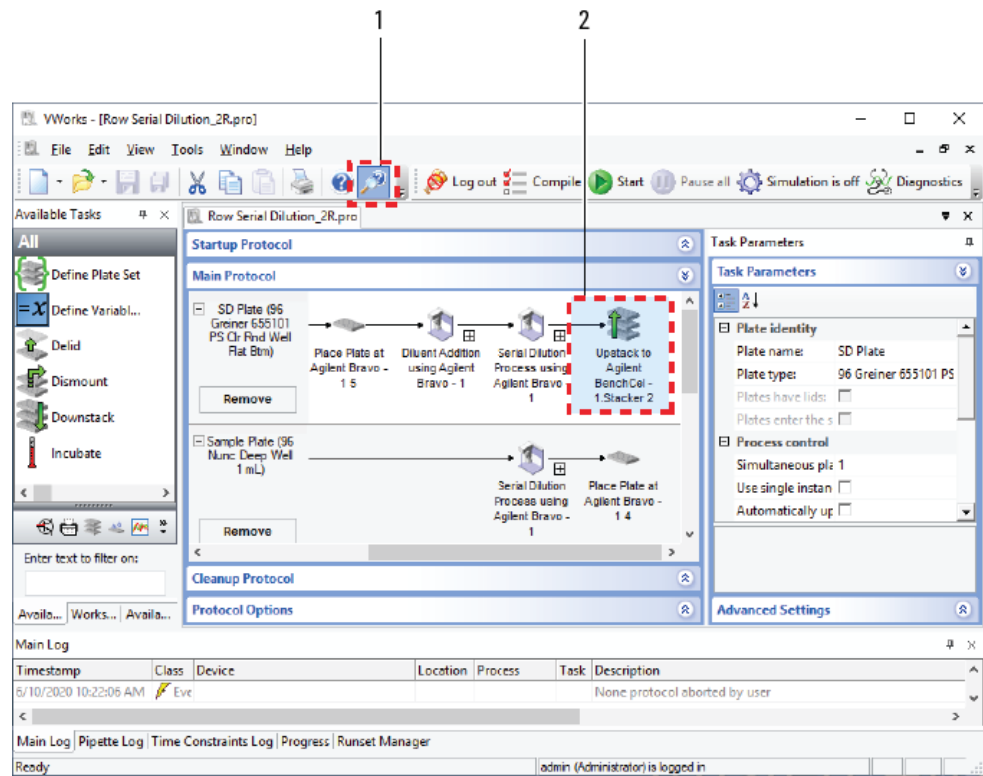 1 2
VWorks - [Row Serial Dilution_2R.pro]
File Edit View Tools Window Help
Log out Compile Start Pause all Simulation is off Diagnostics
Available Tasks
Row Serial Dilution_2R.pro
Task Parameters
All
Define Plate Set
=x Define Variabl...
Delid
Dismount
Downstack
Incubate
Enter text to filter on:
Availa... Works... Availa...
Startup Protocol
Main Protocol
SD Plate (96
Greiner 655101
PS Clr Rnd Well
Flat Btm)
Remove
Place Plate at
Agilent Bravo -
1 5
Diluent Addition
using Agilent
Bravo - 1
Serial Dilution
Process using
Agilent Bravo
1
Upstack to
Agilent
BenchCel -
1.Stacker 2
Sample Plate (96
Nunc Deep Well
1 mL)
Remove
Serial Dilution
Process using
Agilent Bravo -
1
Place Plate at
Agilent Bravo -
1 4
Cleanup Protocol
Protocol Options
Task Parameters
Plate identity
Plate name: SD Plate
Plate type: 96 Greiner 655101 PS
Plates have lids:
Plates enter the s
Process control
Simultaneous pla 1
Use single instan
Automatically up
Advanced Settings
Main Log
Timestamp Class Device Location Process Task Description
6/10/2020 10:22:06 AM Eve None protocol aborted by user
Main Log Pipette Log Time Constraints Log Progress Runset Manager
Ready admin (Administrator) is logged in